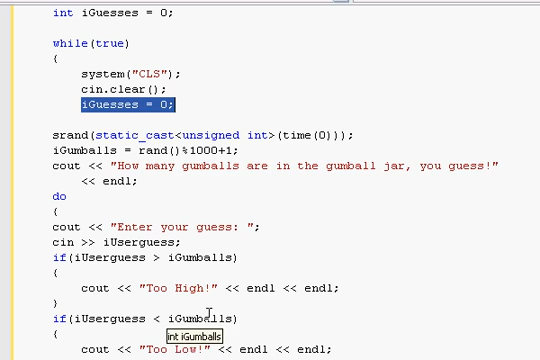 int iGuesses = 0;
while(true)
{
system("CLS");
cin.clear();
iGuesses = 0;
srand(static_cast<unsigned int>(time(0)));
iGumballs = rand()%1000+1;
cout << "How many gumballs are in the gumball jar, you guess!"
<< endl;
do
{
cout << "Enter your guess: ";
cin >> iUserguess;
if(iUserguess > iGumballs)
{
cout << "Too High!" << endl << endl;
}
if(iUserguess < iGumballs)
{
int iGumballs
cout << "Too Low!" << endl << endl;